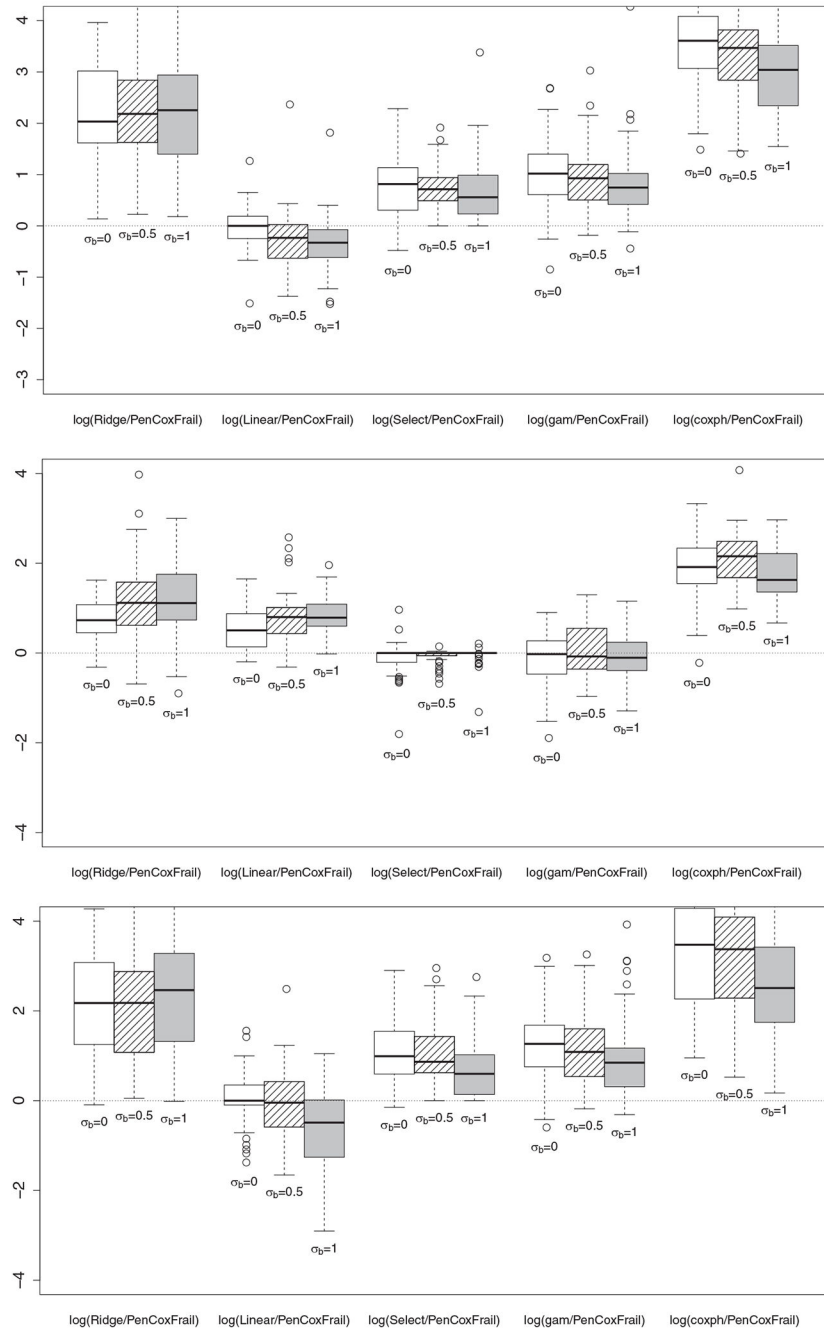 4
3
2
1
0
-1
-2
-3
σb=0 σb=0.5 σb=1
σb=0 σb=0.5 σb=1
σb=0 σb=0.5 σb=1
σb=0 σb=0.5 σb=1
σb=0 σb=0.5 σb=1
log(Ridge/PenCoxFrail) log(Linear/PenCoxFrail) log(Select/PenCoxFrail) log(gam/PenCoxFrail) log(coxph/PenCoxFrail)
4
2
0
-2
-4
σb=0 σb=0.5 σb=1
σb=0 σb=0.5 σb=1
σb=0 σb=0.5 σb=1
σb=0 σb=0.5 σb=1
σb=0 σb=0.5 σb=1
log(Ridge/PenCoxFrail) log(Linear/PenCoxFrail) log(Select/PenCoxFrail) log(gam/PenCoxFrail) log(coxph/PenCoxFrail)
4
2
0
-2
-4
σb=0 σb=0.5 σb=1
σb=0 σb=0.5 σb=1
σb=0 σb=0.5 σb=1
σb=0 σb=0.5 σb=1
σb=0 σb=0.5 σb=1
log(Ridge/PenCoxFrail) log(Linear/PenCoxFrail) log(Select/PenCoxFrail) log(gam/PenCoxFrail) log(coxph/PenCoxFrail)